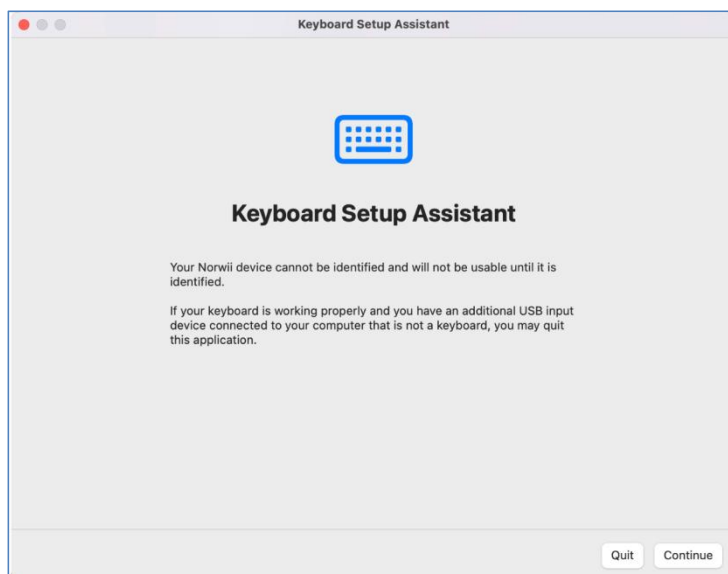 Keyboard Setup Assistant
Keyboard Setup Assistant
Your Norwii device cannot be identified and will not be usable until it is
identified.
If your keyboard is working properly and you have an additional USB input
device connected to your computer that is not a keyboard, you may quit
this application.
Quit Continue